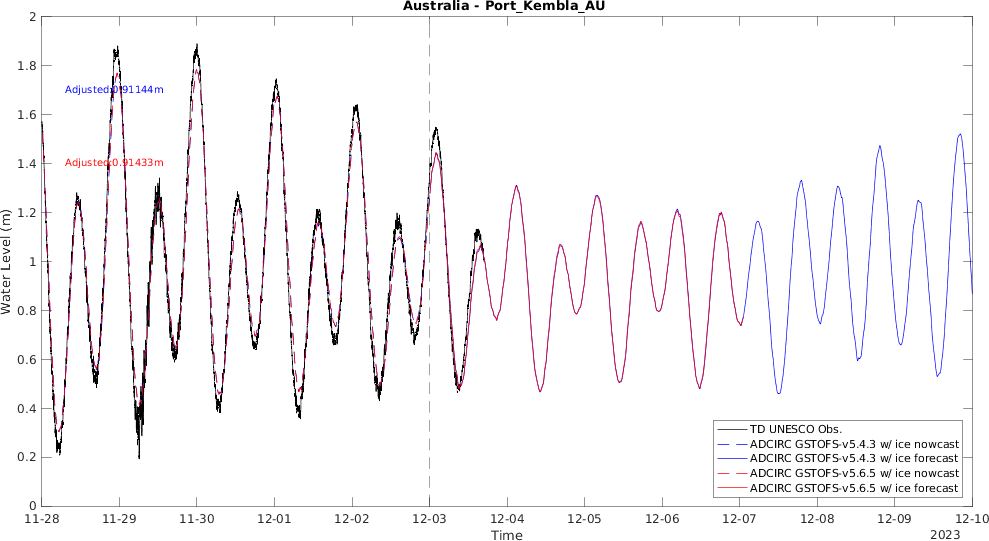 Australia - Port_Kembla_AU
2
1.8
1.6
1.4
1.2
1
0.8
0.6
0.4
0.2
0
Water Level (m)
Adjusted:0.91144m
Adjusted:0.91433m
TD UNESCO Obs.
ADCIRC GSTOFS-v5.4.3 w/ ice nowcast
ADCIRC GSTOFS-v5.4.3 w/ ice forecast
ADCIRC GSTOFS-v5.6.5 w/ ice nowcast
ADCIRC GSTOFS-v5.6.5 w/ ice forecast
11-28 11-29 11-30 12-01 12-02 12-03 12-04 12-05 12-06 12-07 12-08 12-09 12-10
Time
2023